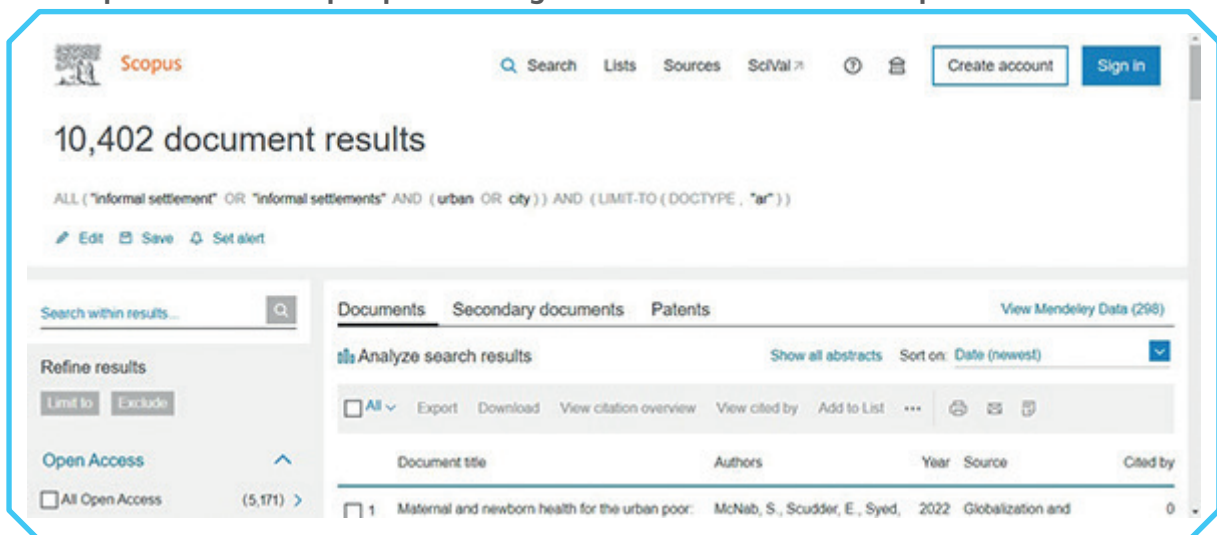 Scopus
Search Lists Sources SciVal Create account Sign in
10,402 document results
ALL ( "informal settlement" OR "informal settlements" AND ( urban OR city ) ) AND ( LIMIT-TO ( DOCTYPE , "ar" ) )
Edit Save Set alert
Search within results...
Documents Secondary documents Patents View Mendeley Data (298)
Refine results
Analyze search results Show all abstracts Sort on: Date (newest)
Limit to Exclude
All Export Download View citation overview View cited by Add to List ...
Open Access
Document title Authors Year Source Cited by
All Open Access (5,171)
1 Maternal and newborn health for the urban poor: McNab, S., Scudder, E., Syed, 2022 Globalization and 0